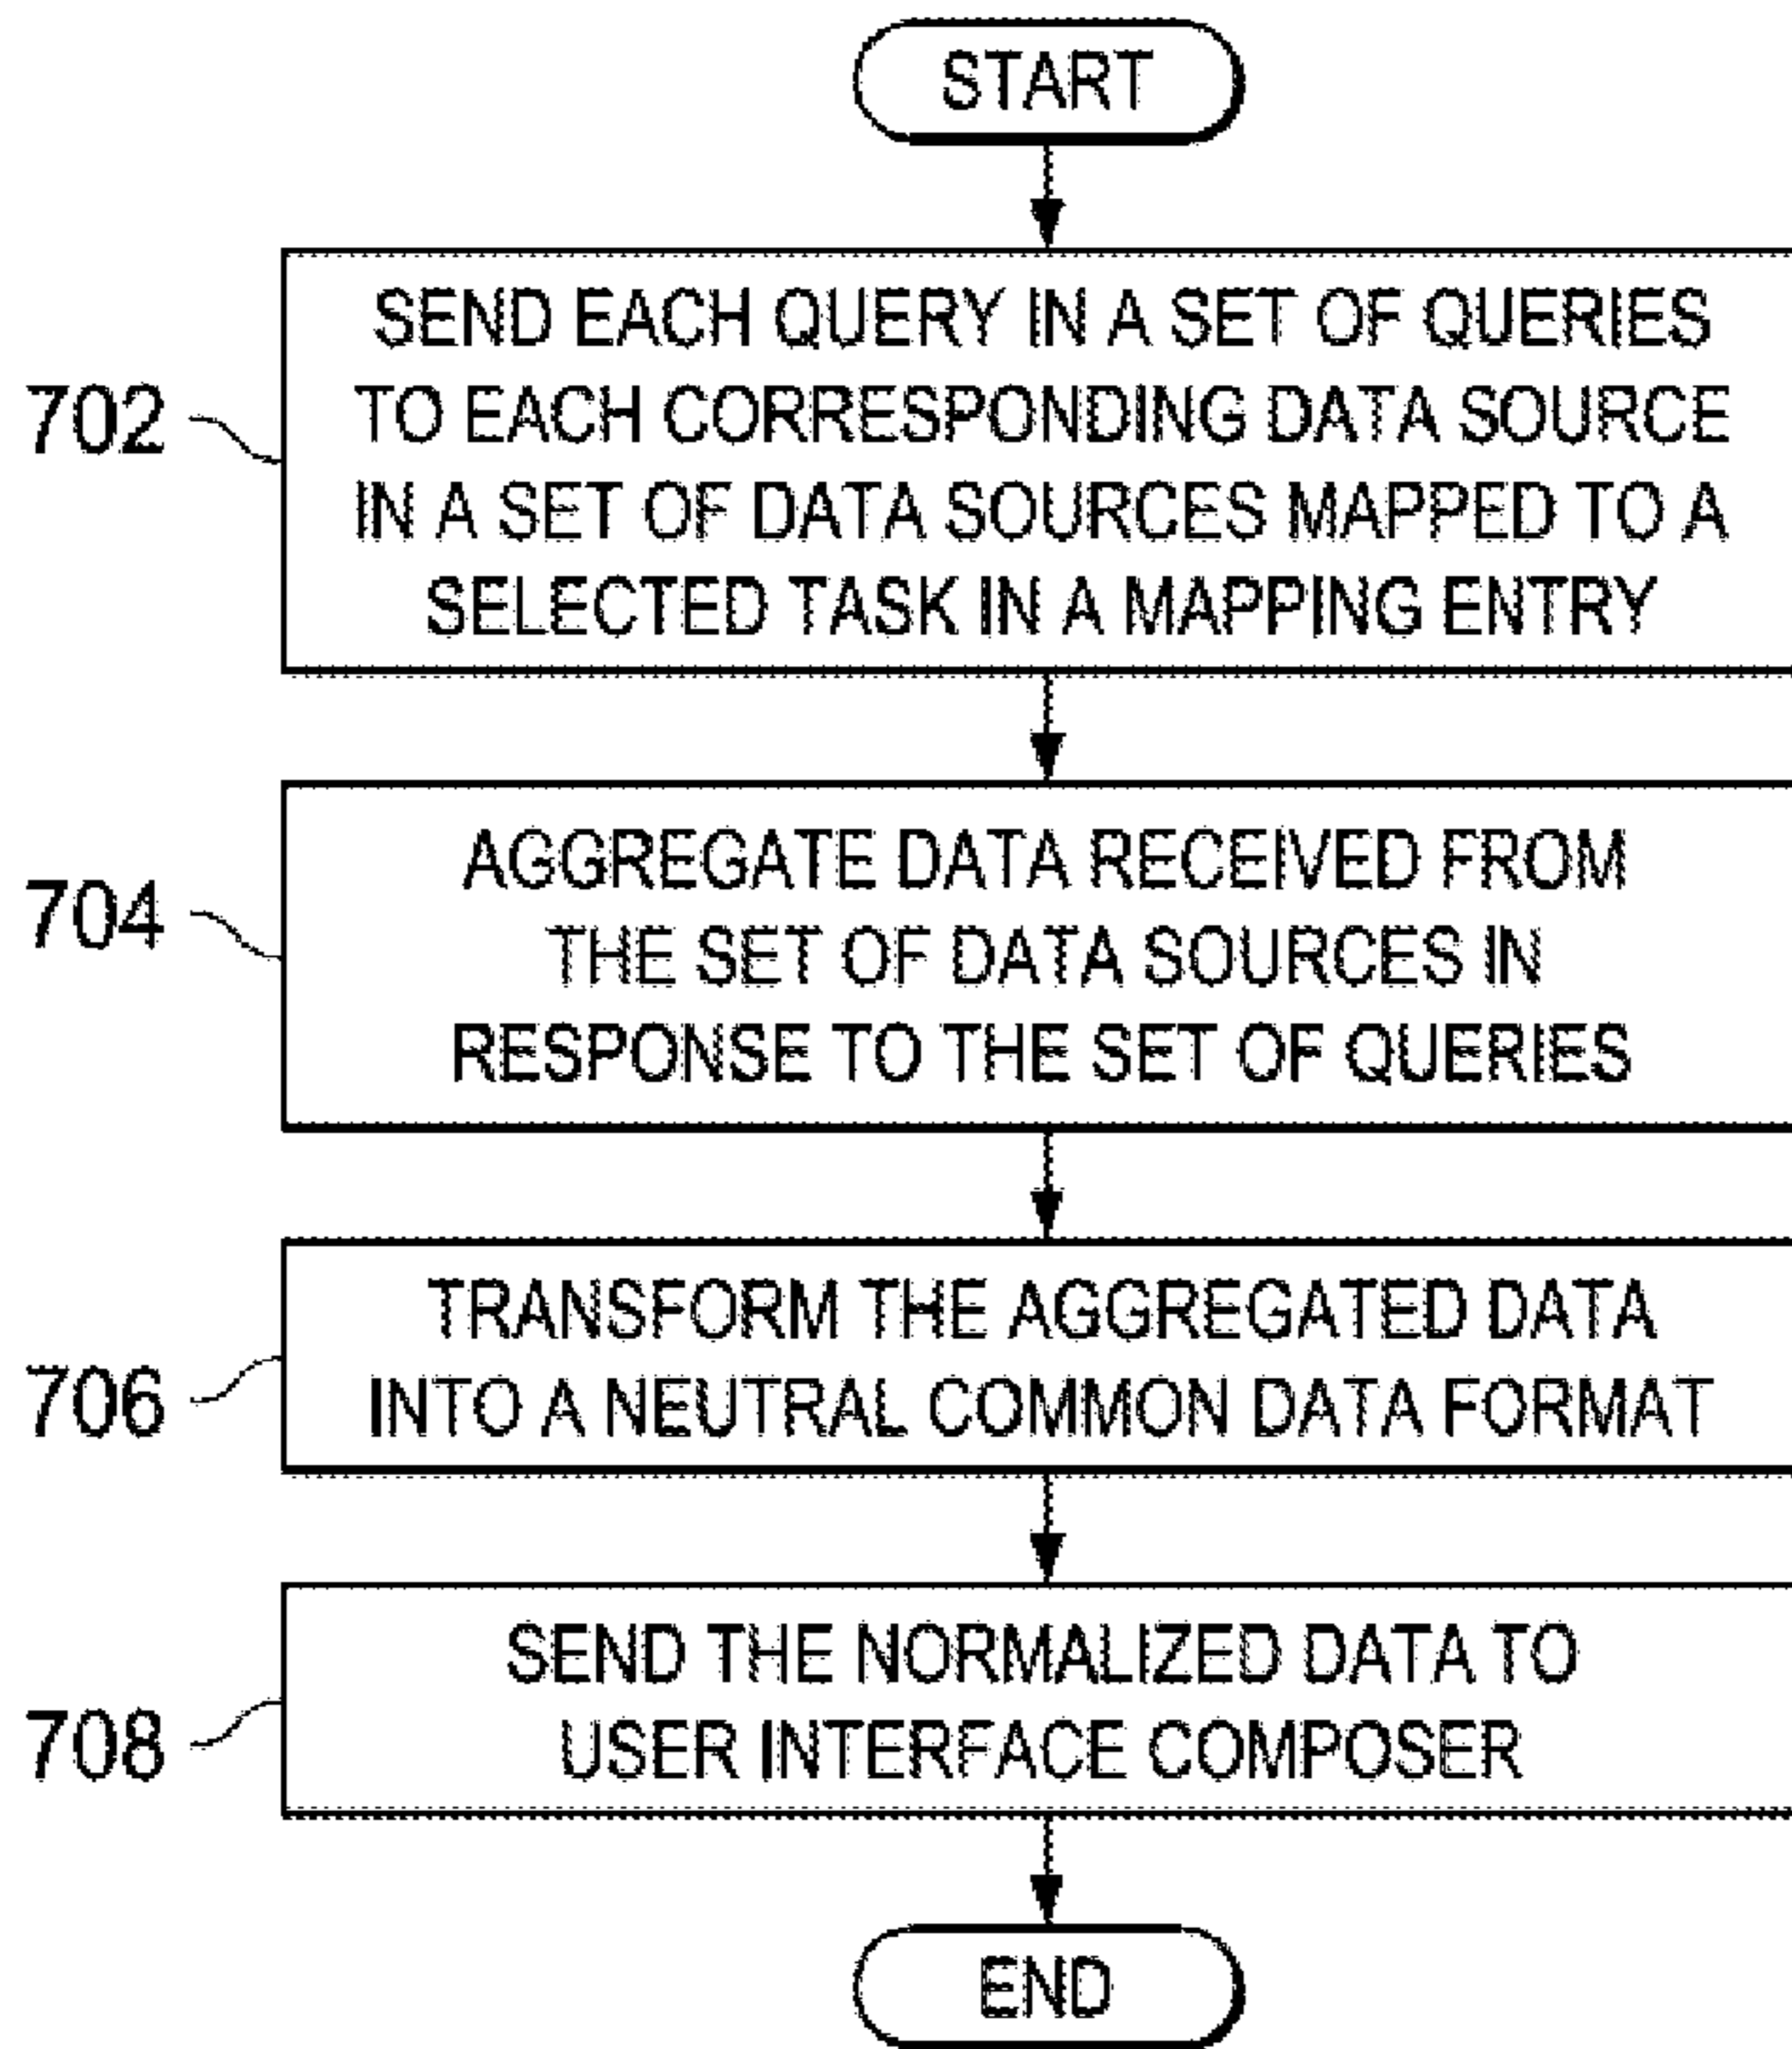 START
SEND EACH QUERY IN A SET OF QUERIES
TO EACH CORRESPONDING DATA SOURCE
IN A SET OF DATA SOURCES MAPPED TO A
SELECTED TASK IN A MAPPING ENTRY
702
AGGREGATE DATA RECEIVED FROM
THE SET OF DATA SOURCES IN
RESPONSE TO THE SET OF QUERIES
704
TRANSFORM THE AGGREGATED DATA
INTO A NEUTRAL COMMON DATA FORMAT
706
SEND THE NORMALIZED DATA TO
USER INTERFACE COMPOSER
708
END